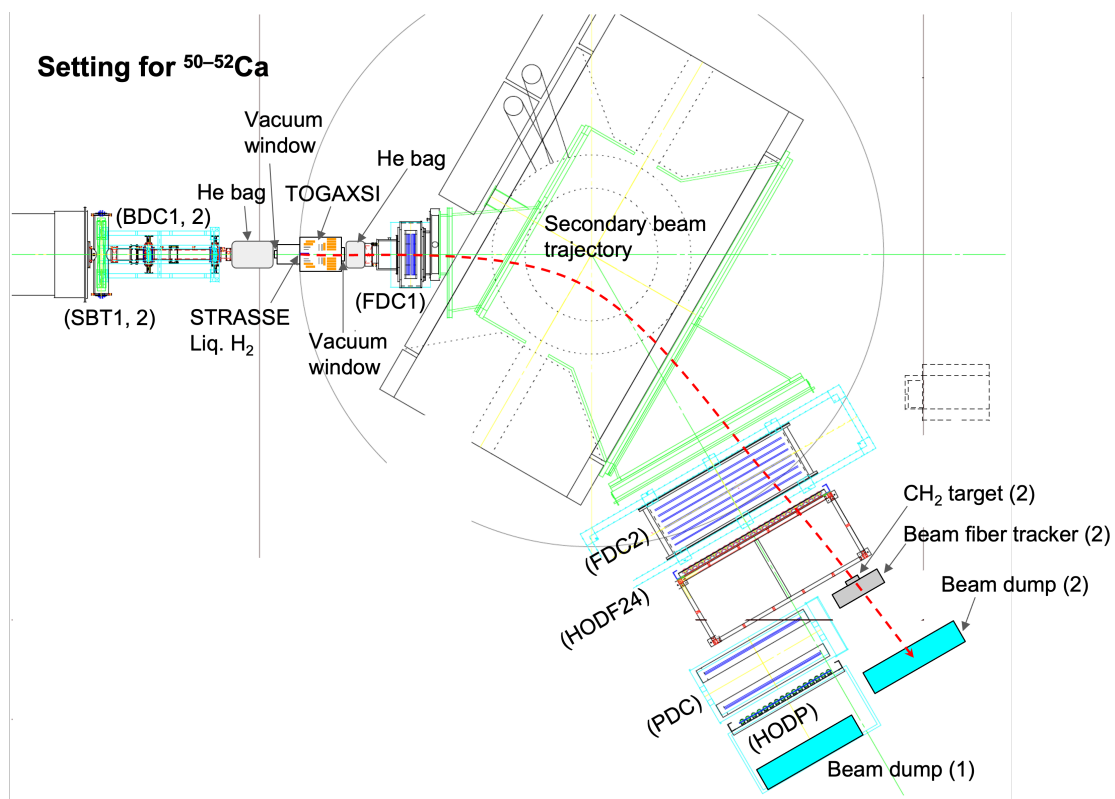 Setting for ⁵⁰⁻⁵²Ca
Vacuum
window
He bag
TOGAXSI
He bag
(BDC1, 2)
Secondary beam
trajectory
(SBT1, 2)
STRASSE
Liq. H₂
(FDC1)
Vacuum
window
CH₂ target (2)
Beam fiber tracker (2)
(FDC2)
Beam dump (2)
(HODF24)
(PDC)
(HODP)
Beam dump (1)